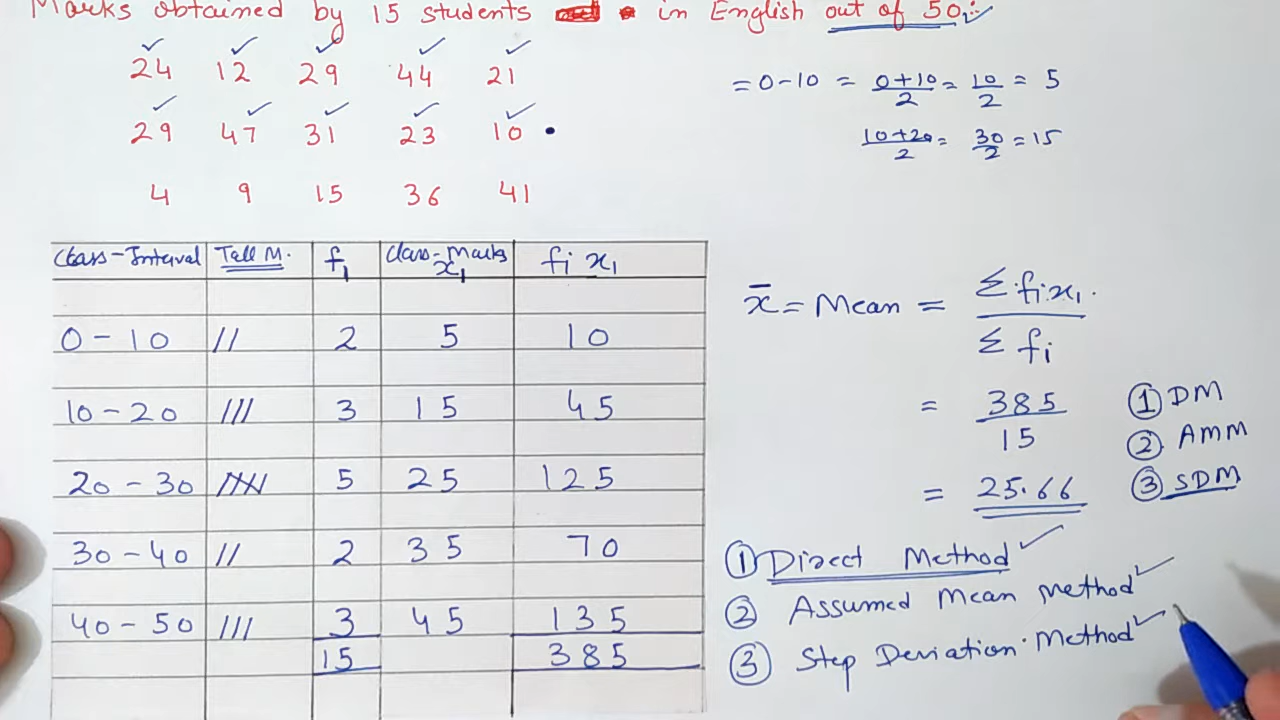 Marks obtained by 15 students in English out of 50:
24 12 29 44 21
29 47 31 23 10
4 9 15 36 41
= 0-10 = 0+10/2 = 10/2 = 5
10+20/2 = 30/2 = 15
Class-Interval Tall M. f₁ Class-Marks x₁ fi x₁
0-10 // 2 5 10
10-20 /// 3 15 45
20-30 //// 5 25 125
30-40 // 2 35 70
40-50 /// 3 45 135
15 385
x̄ = Mean = Σ fi x₁ / Σ fi
= 385/15
= 25.66
① DM
② AMM
③ SDM
① Direct Method
② Assumed Mean Method
③ Step Deviation Method